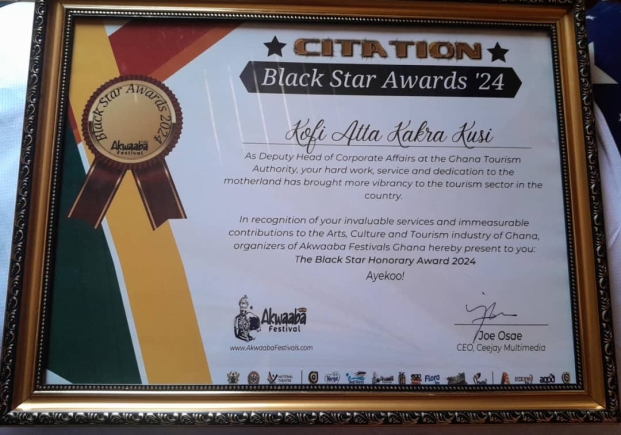 CITATION
Black Star Awards '24
Black Star Awards 2024
Akwaaba
Festival
Kofi Atta Kakra Kusi
As Deputy Head of Corporate Affairs at the Ghana Tourism
Authority, your hard work, service and dedication to the
motherland has brought more vibrancy to the tourism sector in the
country.
In recognition of your invaluable services and immeasurable
contributions to the Arts, Culture and Tourism industry of Ghana,
organizers of Akwaaba Festivals Ghana hereby present to you:
The Black Star Honorary Award 2024
Ayekoo!
Akwaaba
Festival
www.AkwaabaFestivals.com
Joe Osae
CEO, Ceejay Multimedia